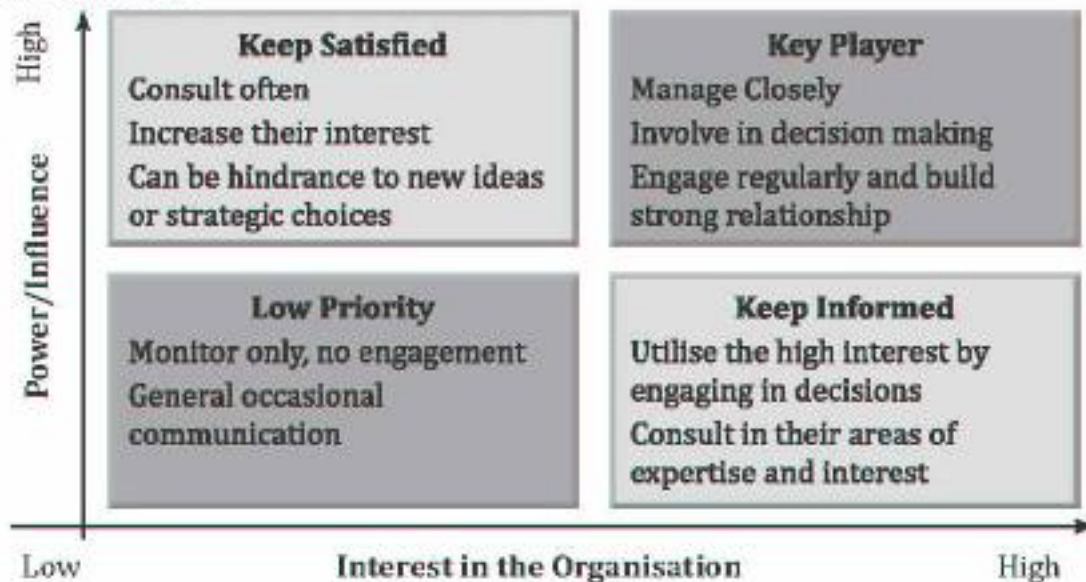 High
Power/Influence
Keep Satisfied
Consult often
Increase their interest
Can be hindrance to new ideas
or strategic choices
Key Player
Manage Closely
Involve in decision making
Engage regularly and build
strong relationship
Low Priority
Monitor only, no engagement
General occasional
communication
Keep Informed
Utilise the high interest by
engaging in decisions
Consult in their areas of
expertise and interest
Low
Interest in the Organisation
High